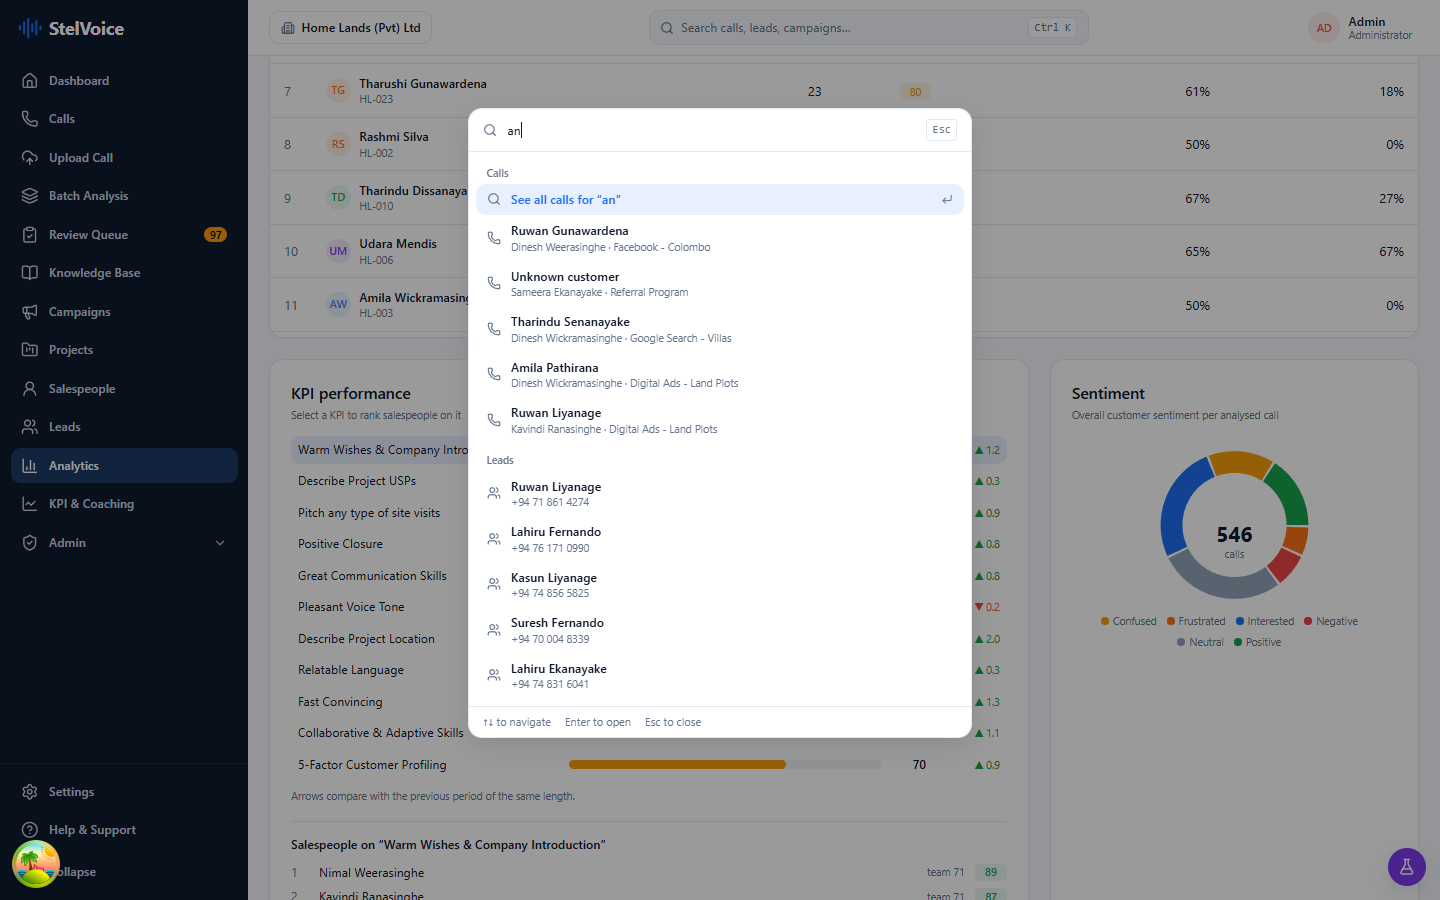 StelVoice
Home Lands (Pvt) Ltd
Search calls, leads, campaigns...
Ctrl K
AD
Admin
Administrator
Dashboard
Calls
Upload Call
Batch Analysis
Review Queue
97
Knowledge Base
Campaigns
Projects
Salespeople
Leads
Analytics
KPI & Coaching
Admin
Settings
Help & Support
ollapse
7
TG
Tharushi Gunawardena
HL-023
23
80
61%
18%
8
RS
Rashmi Silva
HL-002
50%
0%
9
TD
Tharindu Dissanaya
HL-010
67%
27%
10
UM
Udara Mendis
HL-006
65%
67%
11
AW
Amila Wickramasing
HL-003
50%
0%
an
Esc
Calls
See all calls for “an”
Ruwan Gunawardena
Dinesh Weerasinghe · Facebook - Colombo
Unknown customer
Sameera Ekanayake · Referral Program
Tharindu Senanayake
Dinesh Wickramasinghe · Google Search - Villas
Amila Pathirana
Dinesh Wickramasinghe · Digital Ads - Land Plots
Ruwan Liyanage
Kavindi Ranasinghe · Digital Ads - Land Plots
Leads
Ruwan Liyanage
+94 71 861 4274
Lahiru Fernando
+94 76 171 0990
Kasun Liyanage
+94 74 856 5825
Suresh Fernando
+94 70 004 8339
Lahiru Ekanayake
+94 74 831 6041
↑↓ to navigate Enter to open Esc to close
KPI performance
Select a KPI to rank salespeople on it
Warm Wishes & Company Intro
▲ 1.2
Describe Project USPs
▲ 0.3
Pitch any type of site visits
▲ 0.9
Positive Closure
▲ 0.8
Great Communication Skills
▲ 0.8
Pleasant Voice Tone
▼ 0.2
Describe Project Location
▲ 2.0
Relatable Language
▲ 0.3
Fast Convincing
▲ 1.3
Collaborative & Adaptive Skills
▲ 1.1
5-Factor Customer Profiling
70
▲ 0.9
Arrows compare with the previous period of the same length.
Salespeople on “Warm Wishes & Company Introduction”
1 Nimal Weerasinghe team 71 89
2 Kavindi Ranasinghe team 71 87
Sentiment
Overall customer sentiment per analysed call
546
calls
Confused Frustrated Interested Negative
Neutral Positive